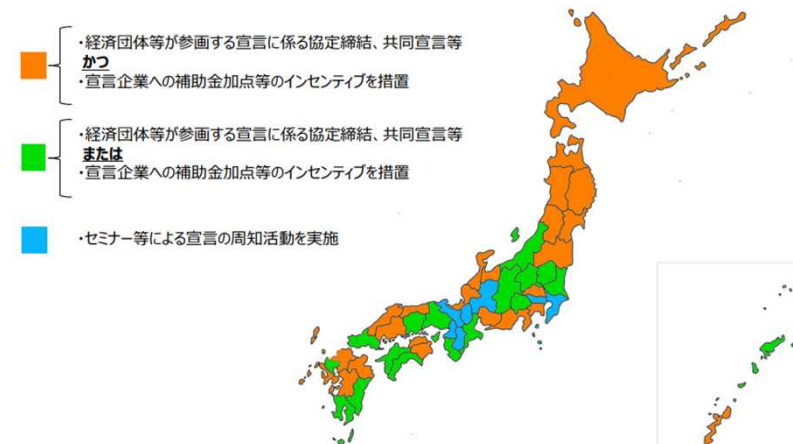 ・経済団体等が参画する宣言に係る協定締結、共同宣言等
かつ
・宣言企業への補助金加点等のインセンティブを措置
・経済団体等が参画する宣言に係る協定締結、共同宣言等
または
・宣言企業への補助金加点等のインセンティブを措置
・セミナー等による宣言の周知活動を実施